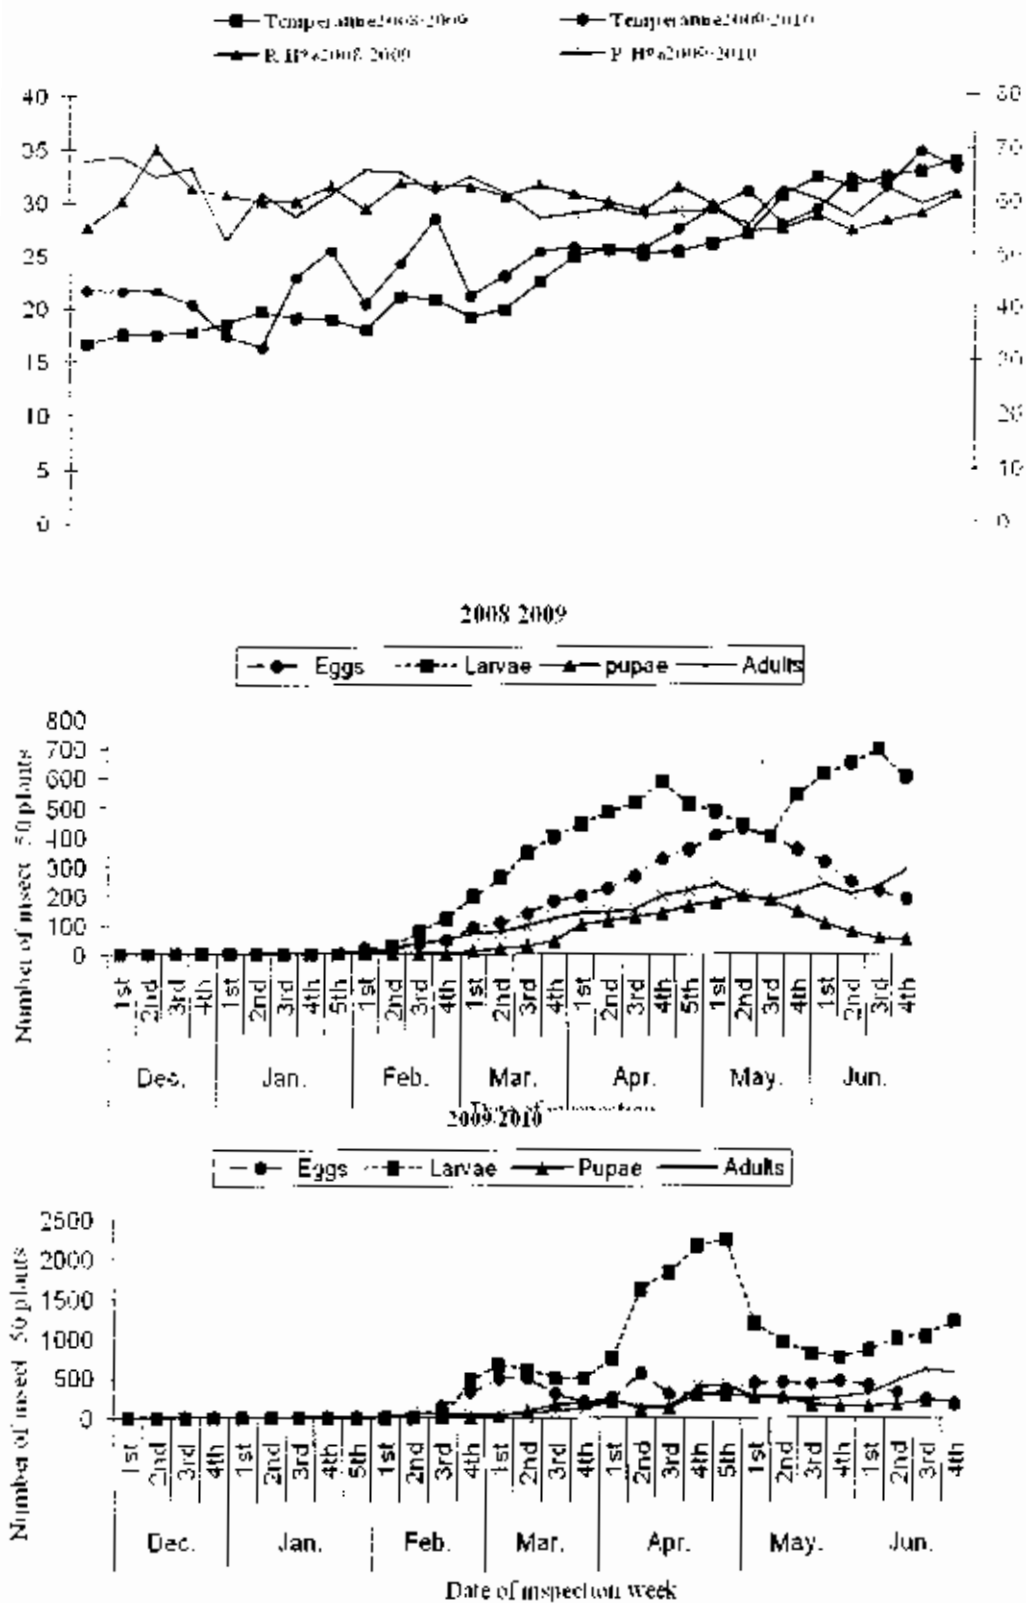 40 80
35 70
30 60
25 50
20 40
15 30
10 20
5 10
0 0
2008 2009
Eggs Larvae pupae Adults
800
700
600
500
400
300
200
100
0
Number of insect 50 plants
1st 2nd 3rd 4th 1st 2nd 3rd 4th 5th 1st 2nd 3rd 4th 1st 2nd 3rd 4th 1st 2nd 3rd 4th 5th 1st 2nd 3rd 4th 1st 2nd 3rd 4th
Dec. Jan. Feb. Mar. Apr. May. Jun.
2009-2010
Eggs Larvae Pupae Adults
2500
2000
1500
1000
500
0
Number of insect 50 plants
1st 2nd 3rd 4th 1st 2nd 3rd 4th 5th 1st 2nd 3rd 4th 1st 2nd 3rd 4th 1st 2nd 3rd 4th 5th 1st 2nd 3rd 4th 1st 2nd 3rd 4th
Dec. Jan. Feb. Mar. Apr. May. Jun.
Date of inspection week